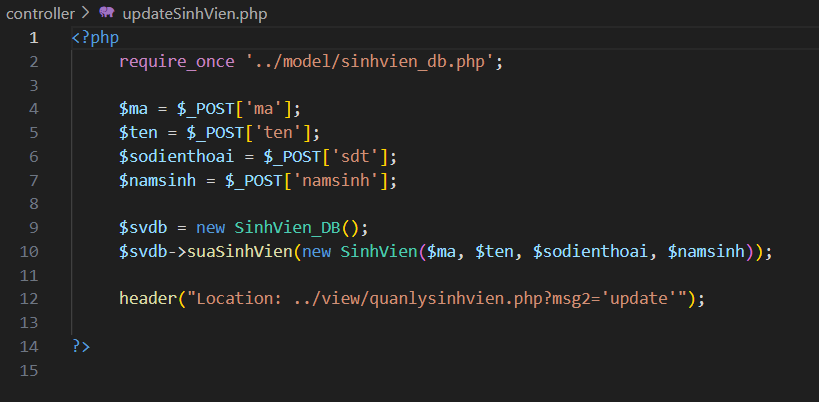 controller > updateSinhVien.php
1 <?php
2 require_once '../model/sinhvien_db.php';
3
4 $ma = $_POST['ma'];
5 $ten = $_POST['ten'];
6 $sodienthoai = $_POST['sdt'];
7 $namsinh = $_POST['namsinh'];
8
9 $svdb = new SinhVien_DB();
10 $svdb->suaSinhVien(new SinhVien($ma, $ten, $sodienthoai, $namsinh));
11
12 header("Location: ../view/quanlysinhvien.php?msg2='update'");
13
14 ?>
15